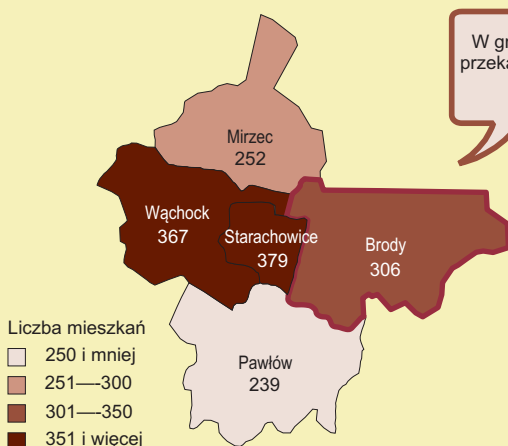 W gr
przeka
Mirzec
252
Wąchock
367
Starachowice
379
Brody
306
Pawłów
239
Liczba mieszkań
250 i mniej
251—-300
301—-350
351 i więcej